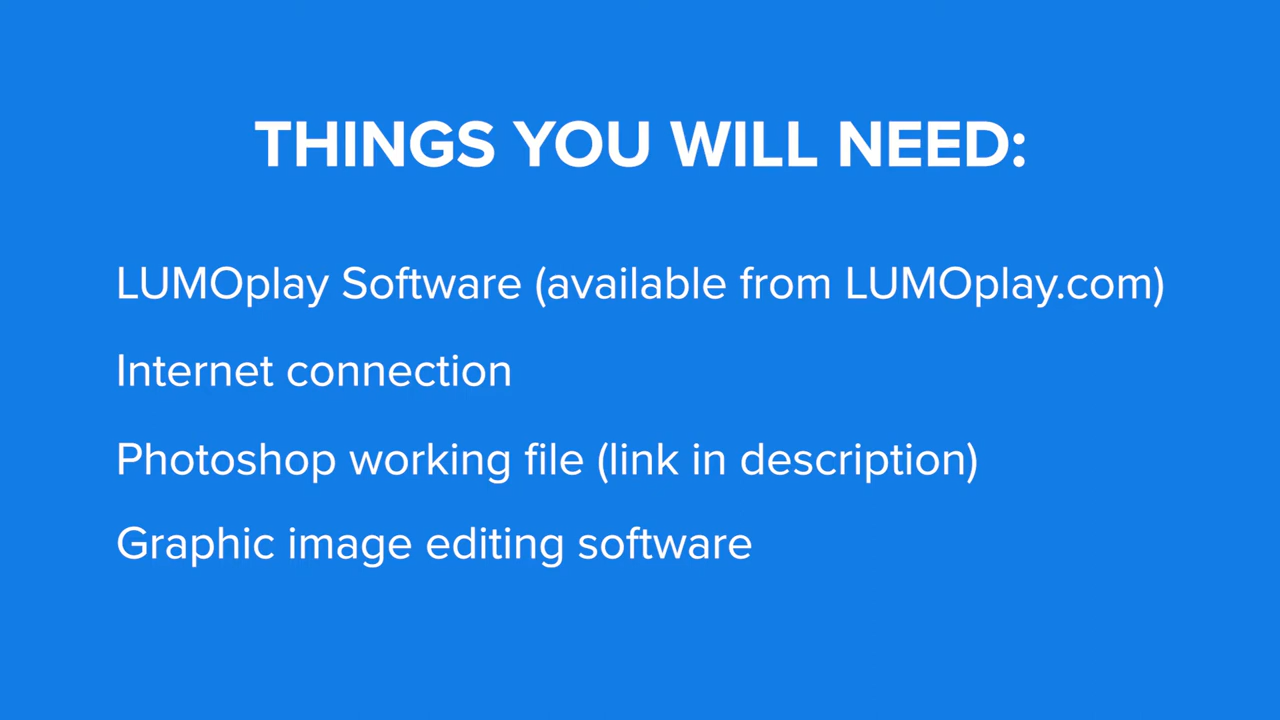 THINGS YOU WILL NEED:
LUMOplay Software (available from LUMOplay.com)
Internet connection
Photoshop working file (link in description)
Graphic image editing software